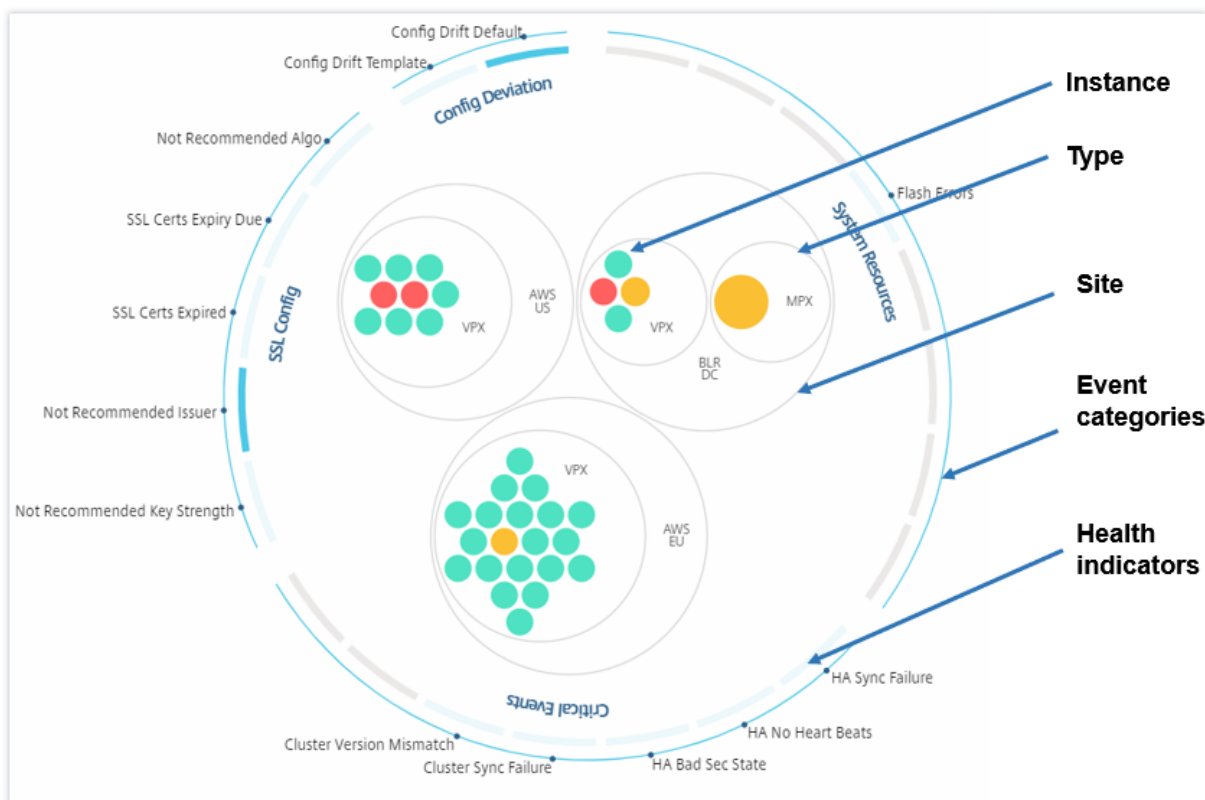 Config Drift Default
Config Drift Template
Config Deviation
Instance
Not Recommended Algo
Type
SSL Certs Expiry Due
Flash Errors
System Resources
SSL Certs Expired
SSL Config
AWS
US
VPX
VPX
MPX
BLR
DC
Site
Not Recommended Issuer
Event
categories
VPX
Not Recommended Key Strength
AWS
EU
Health
indicators
HA Sync Failure
Critical Events
HA No Heart Beats
Cluster Version Mismatch
Cluster Sync Failure
HA Bad Sec State